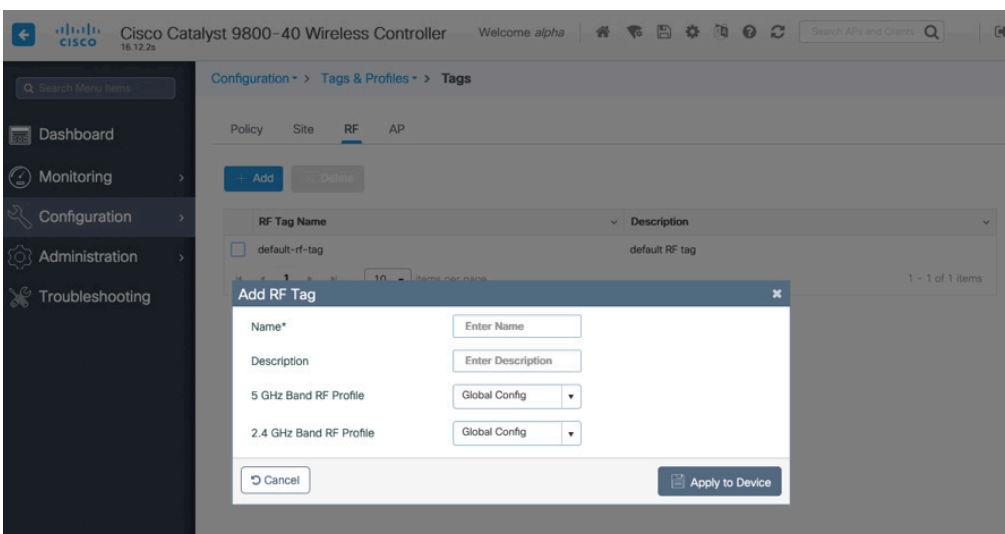 CISCO
Cisco Catalyst 9800-40 Wireless Controller
16.12.2s
Welcome alpha
Search APs and Clients
Search Menu Items
Dashboard
Monitoring
Configuration
Administration
Troubleshooting
Configuration > Tags & Profiles > Tags
Policy Site RF AP
+ Add × Delete
RF Tag Name Description
default-rf-tag default RF tag
1 10 items per page 1 - 1 of 1 items
Add RF Tag
Name* Enter Name
Description Enter Description
5 GHz Band RF Profile Global Config
2.4 GHz Band RF Profile Global Config
Cancel Apply to Device